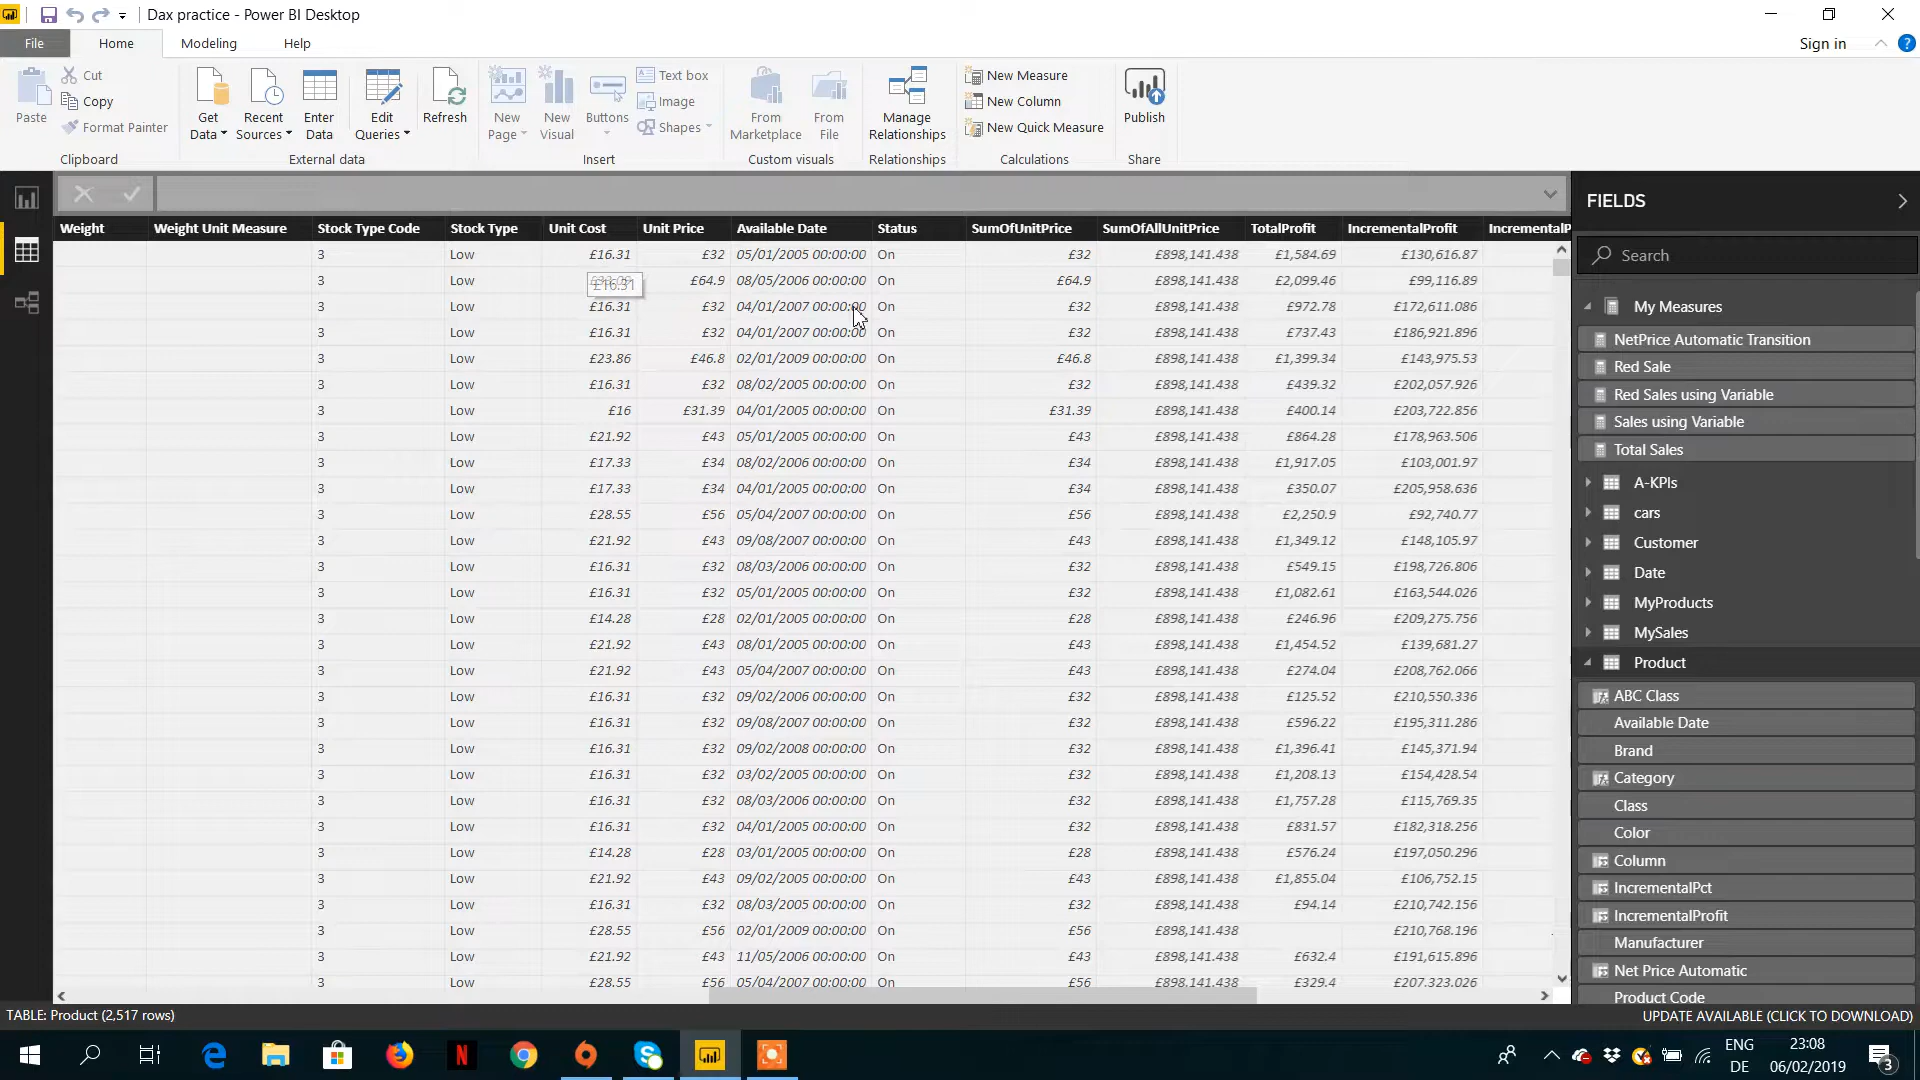 Dax practice - Power BI Desktop
File Home Modeling Help Sign in
Paste Cut Copy Format Painter
Clipboard
Get Data Recent Sources Enter Data Edit Queries Refresh
External data
New Page New Visual Buttons Text box Image Shapes
Insert
From Marketplace From File
Custom visuals
Manage Relationships
Relationships
New Measure
New Column
New Quick Measure
Calculations
Publish
Share
Weight Weight Unit Measure Stock Type Code Stock Type Unit Cost Unit Price Available Date Status SumOfUnitPrice SumOfAllUnitPrice TotalProfit IncrementalProfit IncrementalP
3 Low £16.31 £32 05/01/2005 00:00:00 On £32 £898,141.438 £1,584.69 £130,616.87
3 Low £16.31 £64.9 08/05/2006 00:00:00 On £64.9 £898,141.438 £2,099.46 £99,116.89
3 Low £16.31 £32 04/01/2007 00:00:00 On £32 £898,141.438 £972.78 £172,611.086
3 Low £16.31 £32 04/01/2007 00:00:00 On £32 £898,141.438 £737.43 £186,921.896
3 Low £23.86 £46.8 02/01/2009 00:00:00 On £46.8 £898,141.438 £1,399.34 £143,975.53
3 Low £16.31 £32 08/02/2005 00:00:00 On £32 £898,141.438 £439.32 £202,057.926
3 Low £16 £31.39 04/01/2005 00:00:00 On £31.39 £898,141.438 £400.14 £203,722.856
3 Low £21.92 £43 05/01/2005 00:00:00 On £43 £898,141.438 £864.28 £178,963.506
3 Low £17.33 £34 08/02/2006 00:00:00 On £34 £898,141.438 £1,917.05 £103,001.97
3 Low £17.33 £34 04/01/2005 00:00:00 On £34 £898,141.438 £350.07 £205,958.636
3 Low £28.55 £56 05/04/2007 00:00:00 On £56 £898,141.438 £2,250.9 £92,740.77
3 Low £21.92 £43 09/08/2007 00:00:00 On £43 £898,141.438 £1,349.12 £148,105.97
3 Low £16.31 £32 08/03/2006 00:00:00 On £32 £898,141.438 £549.15 £198,726.806
3 Low £16.31 £32 05/01/2005 00:00:00 On £32 £898,141.438 £1,082.61 £163,544.026
3 Low £14.28 £28 02/01/2009 00:00:00 On £28 £898,141.438 £246.96 £209,275.756
3 Low £21.92 £43 08/01/2005 00:00:00 On £43 £898,141.438 £1,454.52 £139,681.27
3 Low £21.92 £43 05/04/2007 00:00:00 On £43 £898,141.438 £274.04 £208,762.066
3 Low £16.31 £32 09/02/2006 00:00:00 On £32 £898,141.438 £125.52 £210,550.336
3 Low £16.31 £32 09/08/2007 00:00:00 On £32 £898,141.438 £596.22 £195,311.286
3 Low £16.31 £32 09/02/2008 00:00:00 On £32 £898,141.438 £1,396.41 £145,371.94
3 Low £16.31 £32 03/02/2005 00:00:00 On £32 £898,141.438 £1,208.13 £154,428.54
3 Low £16.31 £32 08/03/2006 00:00:00 On £32 £898,141.438 £1,757.28 £115,769.35
3 Low £16.31 £32 04/01/2005 00:00:00 On £32 £898,141.438 £831.57 £182,318.256
3 Low £14.28 £28 03/01/2005 00:00:00 On £28 £898,141.438 £576.24 £197,050.296
3 Low £21.92 £43 09/02/2005 00:00:00 On £43 £898,141.438 £1,855.04 £106,752.15
3 Low £16.31 £32 08/03/2005 00:00:00 On £32 £898,141.438 £94.14 £210,742.156
3 Low £28.55 £56 02/01/2009 00:00:00 On £56 £898,141.438 £210,768.196
3 Low £21.92 £43 11/05/2006 00:00:00 On £43 £898,141.438 £632.4 £191,615.896
3 Low £28.55 £56 05/04/2007 00:00:00 On £56 £898,141.438 £329.4 £207,323.026
FIELDS
Search
My Measures
NetPrice Automatic Transition
Red Sale
Red Sales using Variable
Sales using Variable
Total Sales
A-KPIs
cars
Customer
Date
MyProducts
MySales
Product
ABC Class
Available Date
Brand
Category
Class
Color
Column
IncrementalPct
IncrementalProfit
Manufacturer
Net Price Automatic
Product Code
TABLE: Product (2,517 rows) UPDATE AVAILABLE (CLICK TO DOWNLOAD)
ENG 23:08
DE 06/02/2019 3